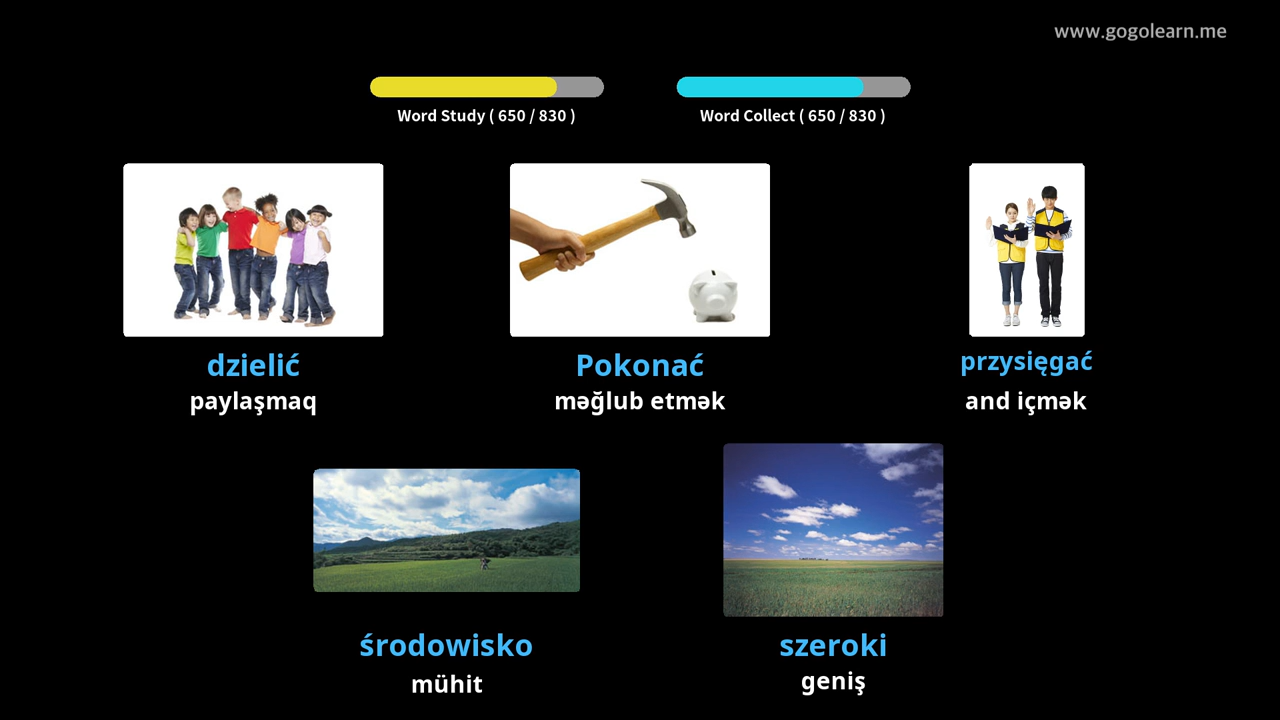 www.gogolearn.me
Word Study ( 650 / 830 )
Word Collect ( 650 / 830 )
dzielić
paylaşmaq
Pokonać
məğlub etmək
przysięgać
and içmək
środowisko
mühit
szeroki
geniş